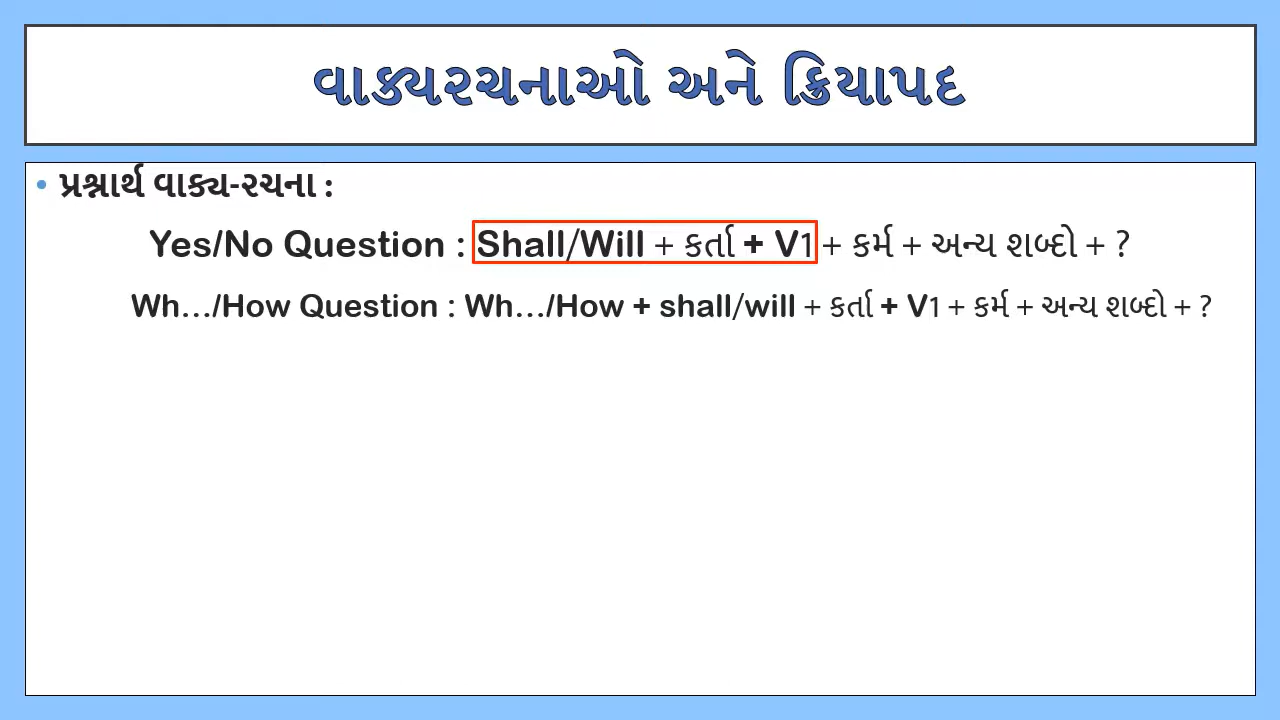 વાક્યરચનાઓ અને ક્રિયાપદ
• પ્રશ્નાર્થ વાક્ય-રચના :
Yes/No Question : Shall/Will + કર્તા + V1 + કર્મ + અન્ય શબ્દો + ?
Wh…/How Question : Wh…/How + shall/will + કર્તા + V1 + કર્મ + અન્ય શબ્દો + ?